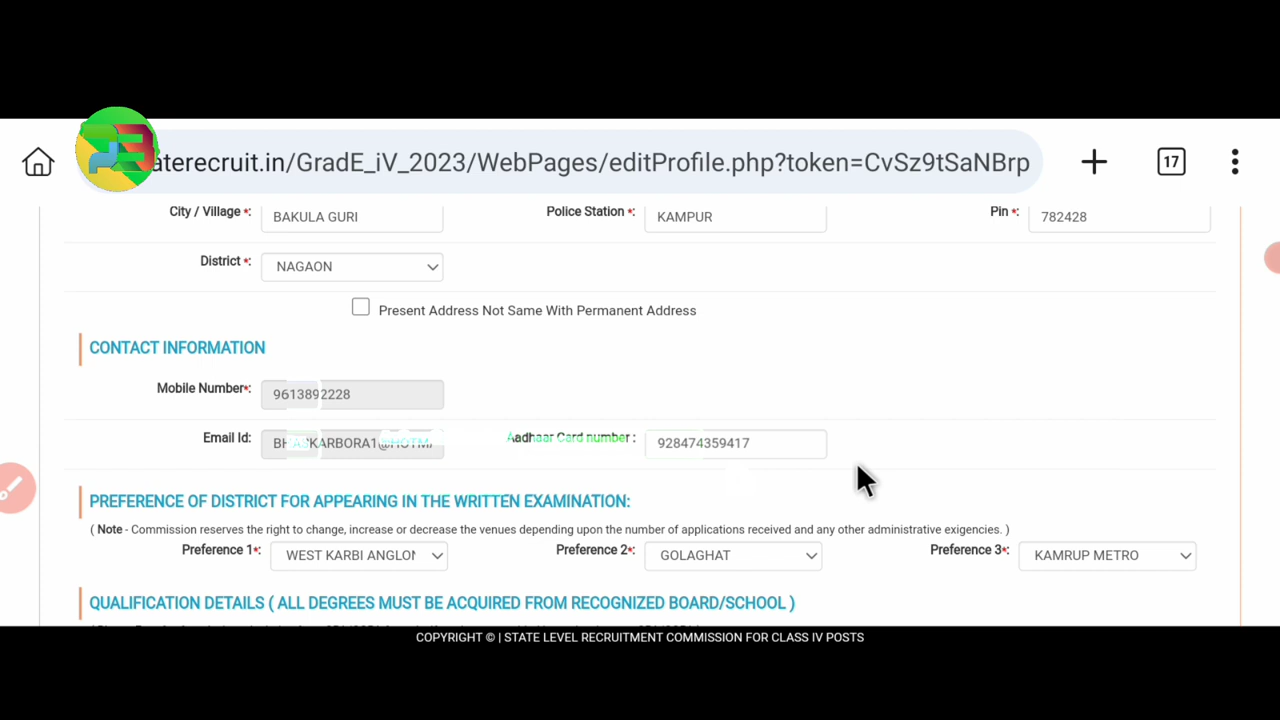 aterecruit.in/GradE_iV_2023/WebPages/editProfile.php?token=CvSz9tSaNBrp
17
City / Village *: BAKULA GURI Police Station *: KAMPUR Pin *: 782428
District *: NAGAON
Present Address Not Same With Permanent Address
CONTACT INFORMATION
Mobile Number*: 9613892228
Email Id: BHASKARBORA1@HOTM Aadhaar Card number : 928474359417
PREFERENCE OF DISTRICT FOR APPEARING IN THE WRITTEN EXAMINATION:
( Note - Commission reserves the right to change, increase or decrease the venues depending upon the number of applications received and any other administrative exigencies. )
Preference 1*: WEST KARBI ANGLON Preference 2*: GOLAGHAT Preference 3*: KAMRUP METRO
QUALIFICATION DETAILS ( ALL DEGREES MUST BE ACQUIRED FROM RECOGNIZED BOARD/SCHOOL )
COPYRIGHT © | STATE LEVEL RECRUITMENT COMMISSION FOR CLASS IV POSTS